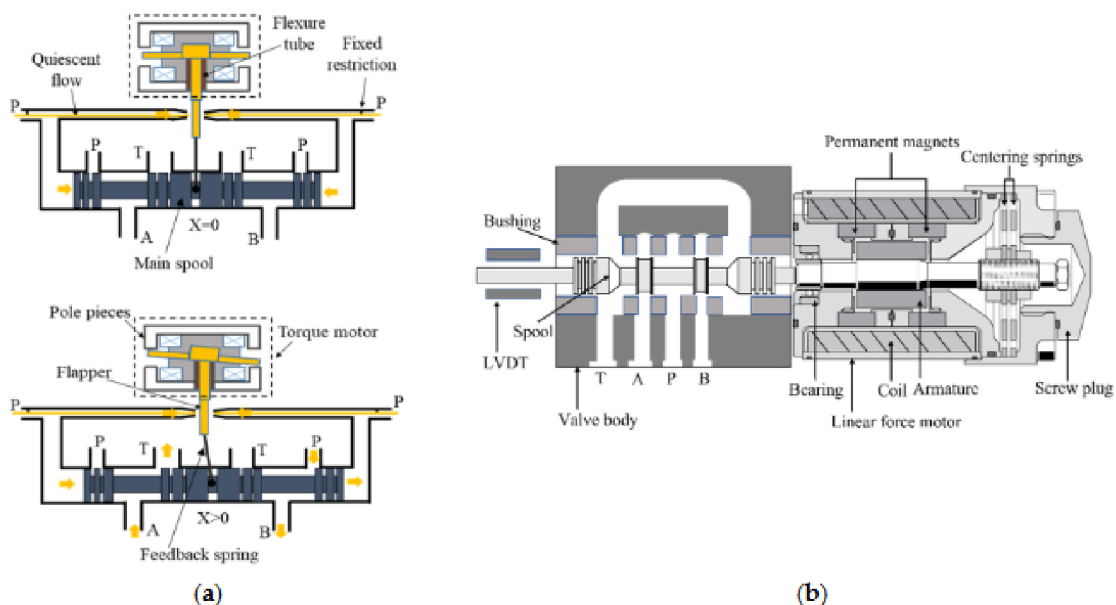 Flexure
tube
Quiescent
flow
Fixed
restriction
P
P
P
T
T
P
A
X=0
B
Main spool
Pole pieces
Torque motor
Flapper
P
P
P
T
T
P
A
X>0
B
Feedback spring
(a)
Permanent magnets
Centering springs
Bushing
Spool
LVDT
T
A
P
B
Valve body
Bearing
Coil
Armature
Linear force motor
Screw plug
(b)